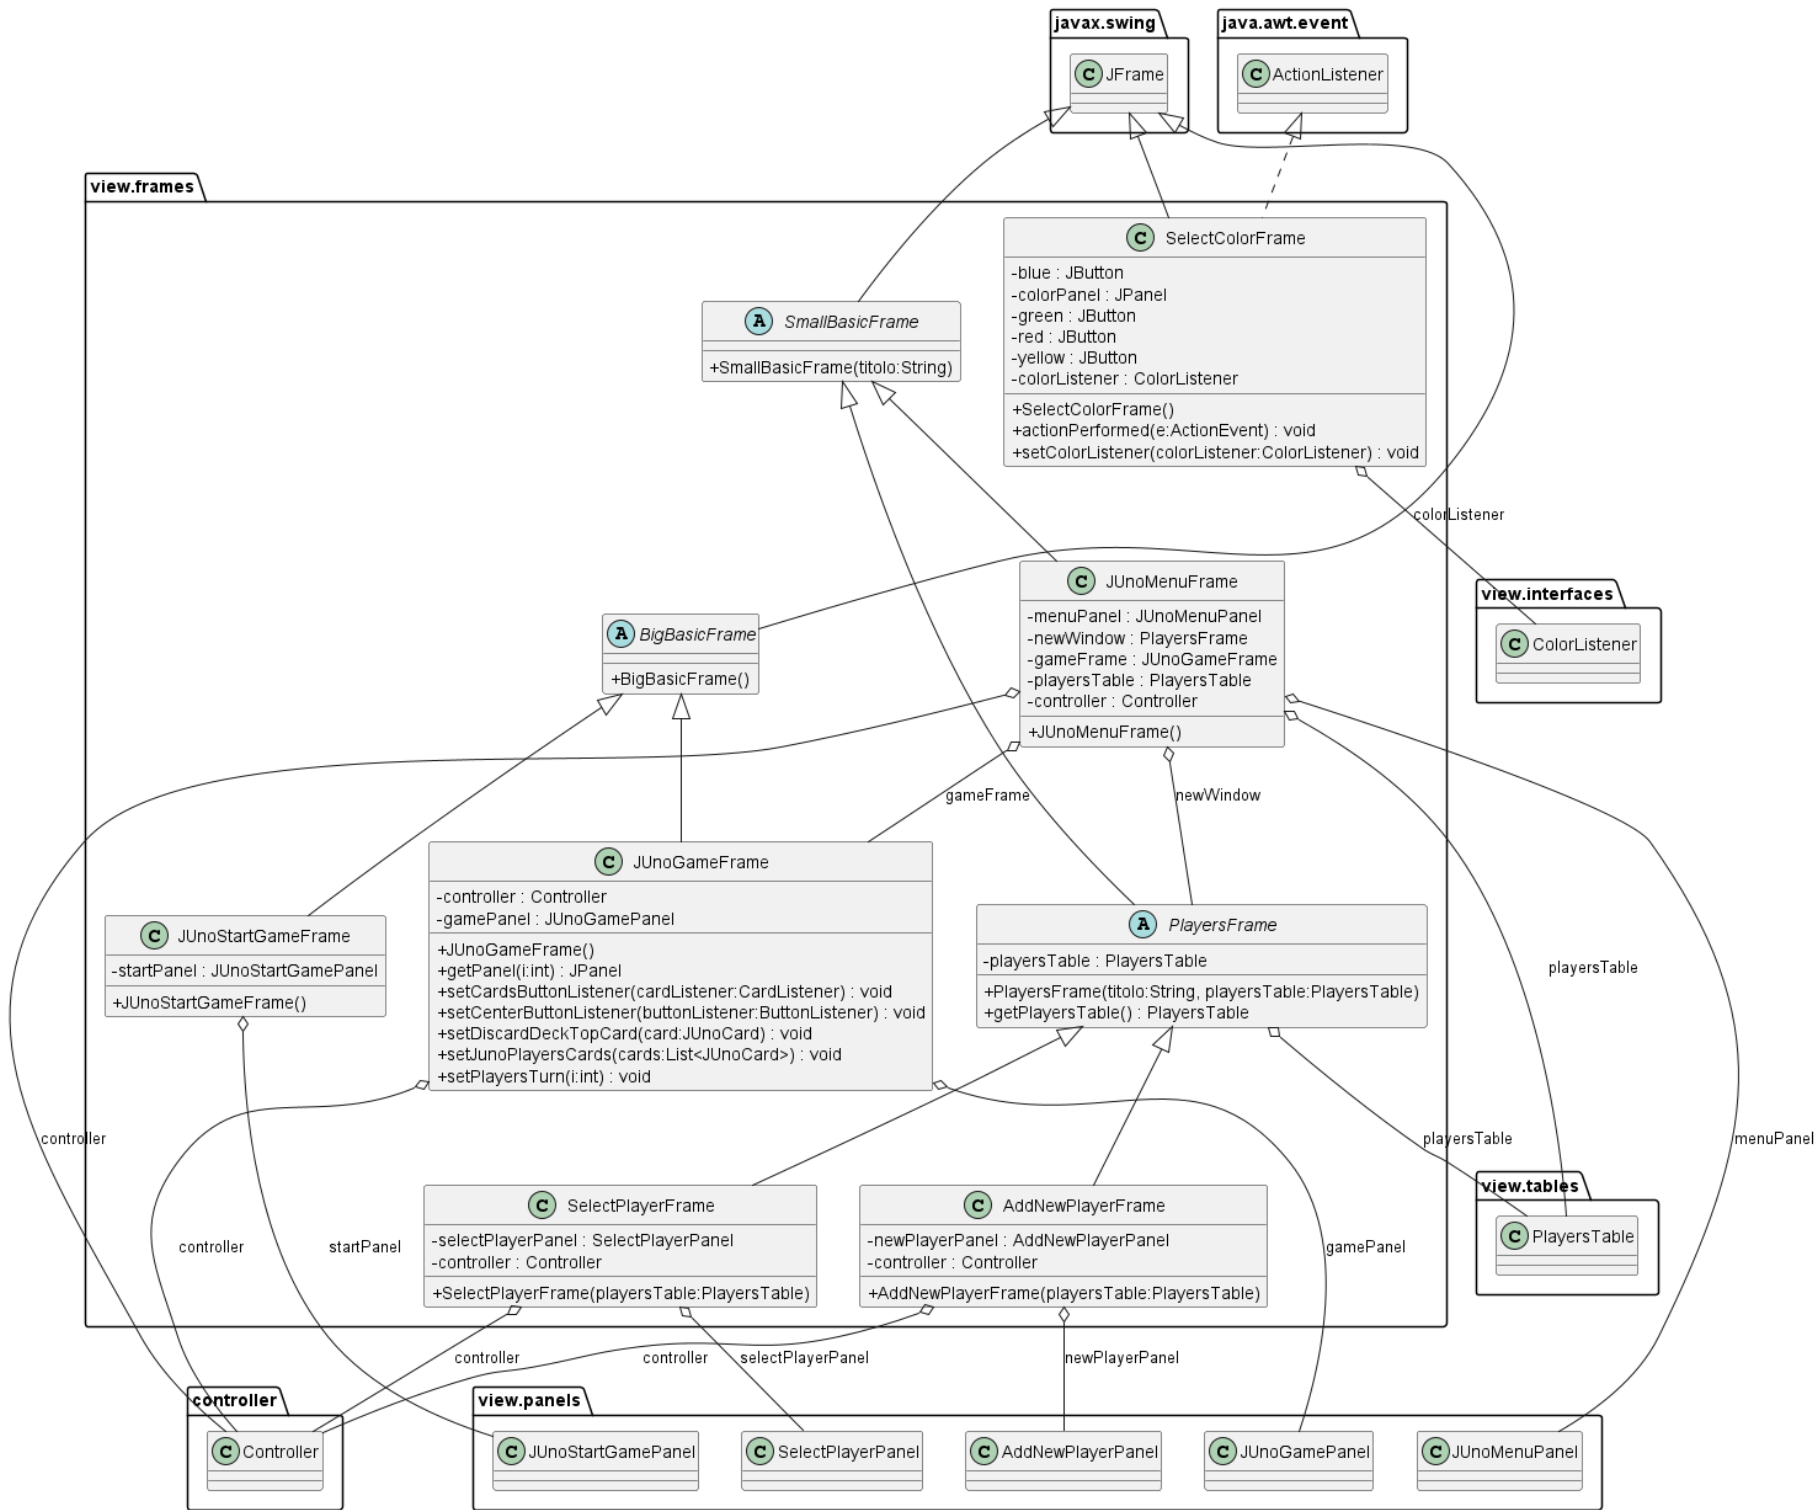 javax.swing
java.awt.event
C JFrame
C ActionListener
view.frames
C SelectColorFrame
-blue : JButton
-colorPanel : JPanel
-green : JButton
-red : JButton
-yellow : JButton
-colorListener : ColorListener
+SelectColorFrame()
+actionPerformed(e:ActionEvent) : void
+setColorListener(colorListener:ColorListener) : void
A SmallBasicFrame
+SmallBasicFrame(titolo:String)
colorListener
C JUnoMenuFrame
-menuPanel : JUnoMenuPanel
-newWindow : PlayersFrame
-gameFrame : JUnoGameFrame
-playersTable : PlayersTable
-controller : Controller
+JUnoMenuFrame()
view.interfaces
C ColorListener
A BigBasicFrame
+BigBasicFrame()
gameFrame
newWindow
C JUnoGameFrame
-controller : Controller
-gamePanel : JUnoGamePanel
+JUnoGameFrame()
+getPanel(i:int) : JPanel
+setCardsButtonListener(cardListener:CardListener) : void
+setCenterButtonListener(buttonListener:ButtonListener) : void
+setDiscardDeckTopCard(card:JUnoCard) : void
+setJunoPlayersCards(cards:List<JUnoCard>) : void
+setPlayersTurn(i:int) : void
C JUnoStartGameFrame
-startPanel : JUnoStartGamePanel
+JUnoStartGameFrame()
A PlayersFrame
-playersTable : PlayersTable
+PlayersFrame(titolo:String, playersTable:PlayersTable)
+getPlayersTable() : PlayersTable
playersTable
controller
playersTable
menuPanel
view.tables
C PlayersTable
C SelectPlayerFrame
-selectPlayerPanel : SelectPlayerPanel
-controller : Controller
+SelectPlayerFrame(playersTable:PlayersTable)
C AddNewPlayerFrame
-newPlayerPanel : AddNewPlayerPanel
-controller : Controller
+AddNewPlayerFrame(playersTable:PlayersTable)
controller
startPanel
gamePanel
controller
controller
selectPlayerPanel
newPlayerPanel
controller
C Controller
view.panels
C JUnoStartGamePanel
C SelectPlayerPanel
C AddNewPlayerPanel
C JUnoGamePanel
C JUnoMenuPanel